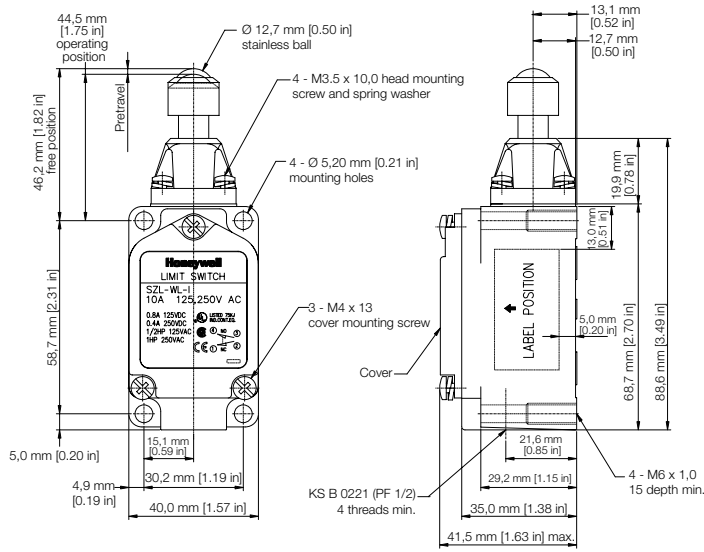 44,5 mm
[1.75 in]
operating
position
Ø 12,7 mm [0.50 in]
stainless ball
4 - M3.5 x 10,0 head mounting
screw and spring washer
Pretravel
46,2 mm [1.82 in]
free position
4 - Ø 5,20 mm [0.21 in]
mounting holes
58,7 mm [2.31 in]
Honeywell
LIMIT SWITCH
SZL-WL-I
10A 125,250V AC
0.8A 125VDC
0.4A 250VDC
1/2HP 125VAC
1HP 250VAC
3 - M4 x 13
cover mounting screw
5,0 mm [0.20 in]
15,1 mm
[0.59 in]
4,9 mm
[0.19 in]
30,2 mm [1.19 in]
40,0 mm [1.57 in]
13,1 mm
[0.52 in]
12,7 mm
[0.50 in]
19,9 mm
[0.78 in]
13,0 mm
[0.51 in]
LABEL POSITION
5,0 mm
[0.20 in]
68,7 mm [2.70 in]
88,6 mm [3.49 in]
Cover
21,6 mm
[0.85 in]
29,2 mm [1.15 in]
KS B 0221 (PF 1/2)
4 threads min.
4 - M6 x 1,0
15 depth min.
35,0 mm [1.38 in]
41,5 mm [1.63 in] max.